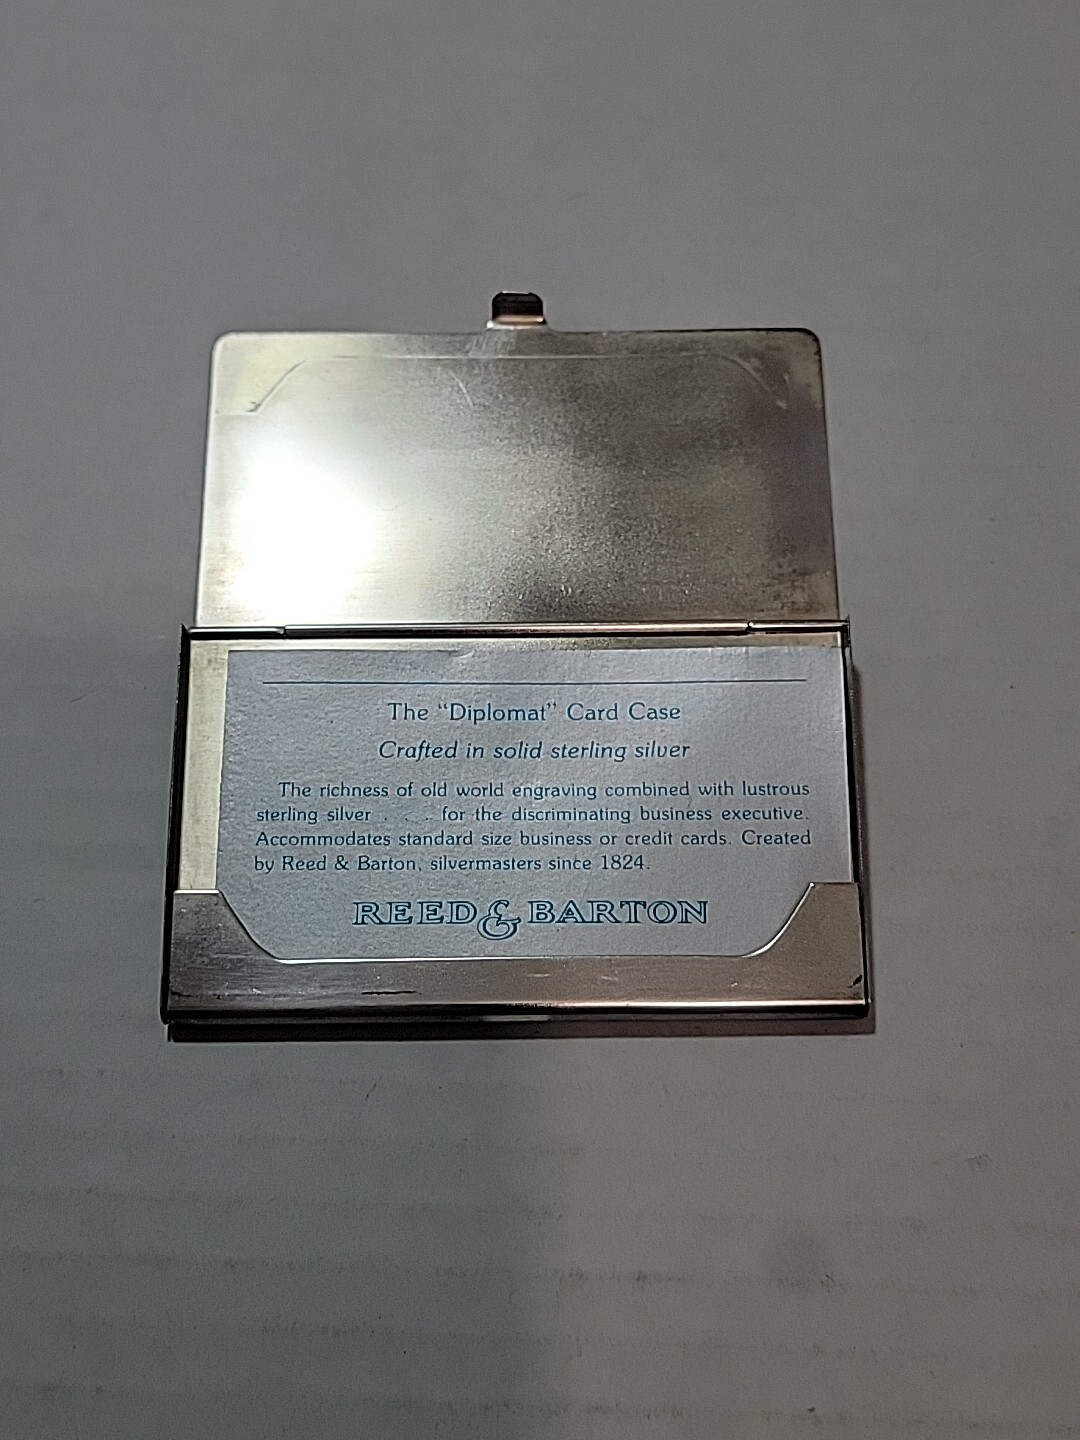 The "Diplomat" Card Case
Crafted in solid sterling silver
The richness of old world engraving combined with lustrous
sterling silver . . . for the discriminating business executive.
Accommodates standard size business or credit cards. Created
by Reed & Barton, silvermasters since 1824.
REED & BARTON